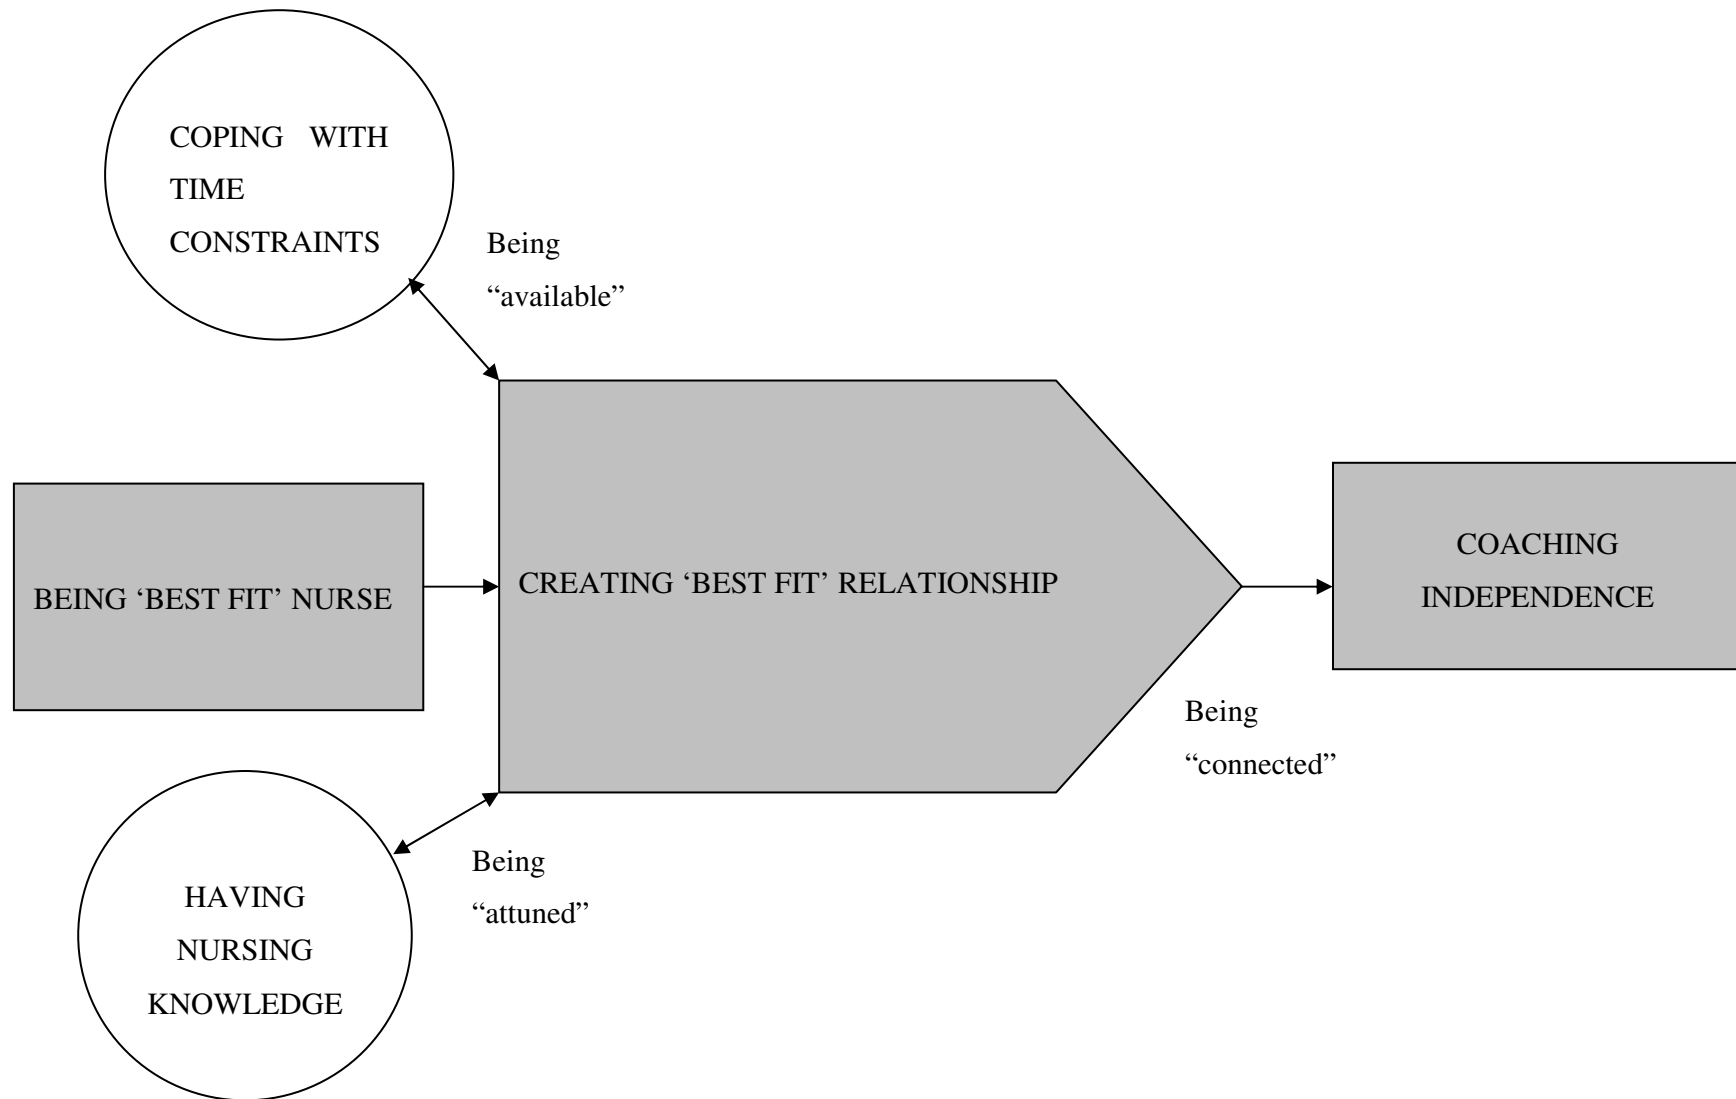 COPING WITH
TIME
CONSTRAINTS
Being
“available”
BEING ‘BEST FIT’ NURSE
CREATING ‘BEST FIT’ RELATIONSHIP
COACHING
INDEPENDENCE
Being
“connected”
Being
“attuned”
HAVING
NURSING
KNOWLEDGE